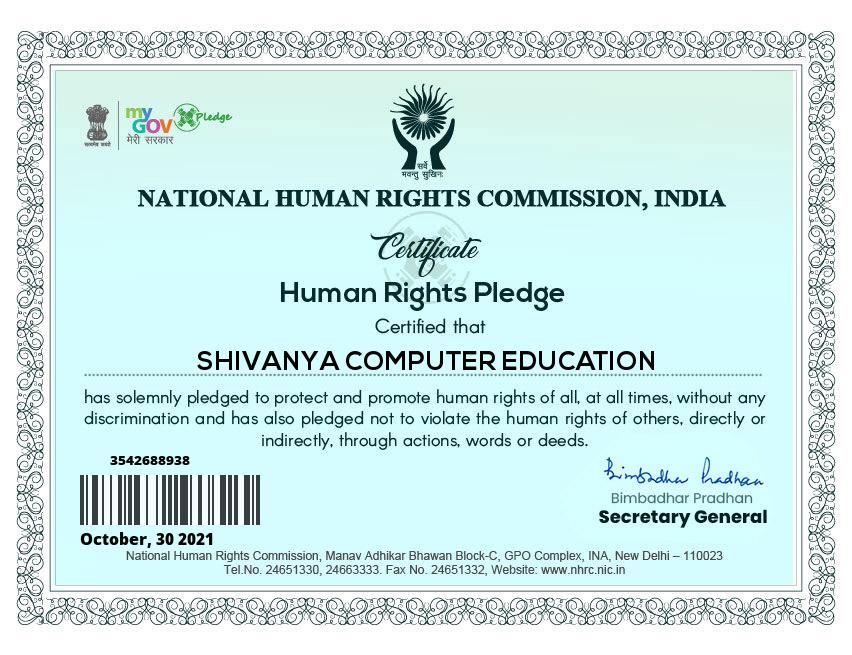 my
GOV
मेरी सरकार
Pledge
सत्यमेव जयते
सर्वे
भवन्तु सुखिनः
NATIONAL HUMAN RIGHTS COMMISSION, INDIA
Certificate
Human Rights Pledge
Certified that
SHIVANYA COMPUTER EDUCATION
has solemnly pledged to protect and promote human rights of all, at all times, without any
discrimination and has also pledged not to violate the human rights of others, directly or
indirectly, through actions, words or deeds.
3542688938
Bimbadhar Pradhan
Bimbadhar Pradhan
Secretary General
October, 30 2021
National Human Rights Commission, Manav Adhikar Bhawan Block-C, GPO Complex, INA, New Delhi – 110023
Tel.No. 24651330, 24663333. Fax No. 24651332, Website: www.nhrc.nic.in